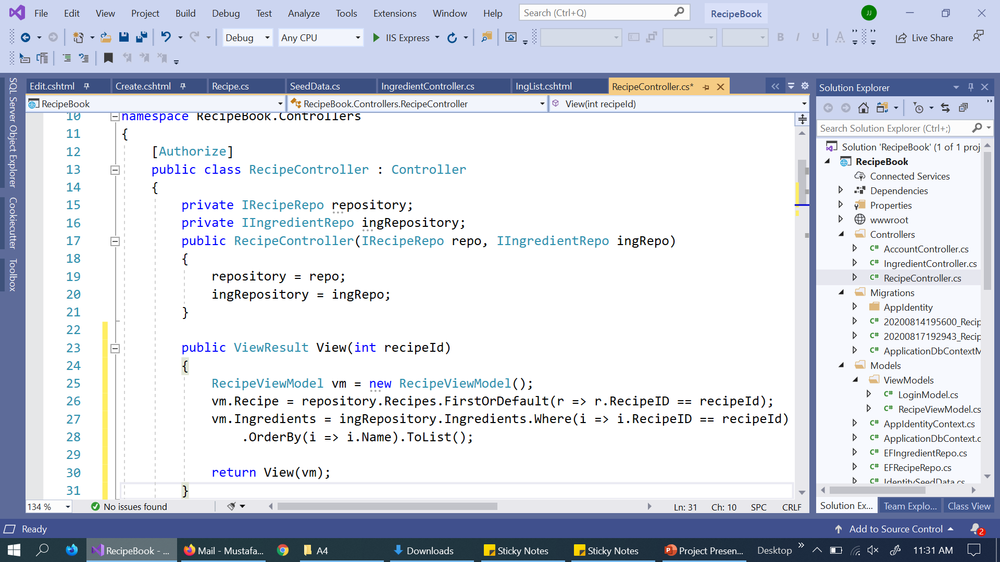 File Edit View Project Build Debug Test Analyze Tools Extensions Window Help Search (Ctrl+Q) RecipeBook JJ
Debug Any CPU IIS Express B I U A Live Share
Edit.cshtml Create.cshtml Recipe.cs SeedData.cs IngredientController.cs IngList.cshtml RecipeController.cs*
RecipeBook RecipeBook.Controllers.RecipeController View(int recipeId)
SQL Server Object Explorer
Cookiecutter
Toolbox
10 namespace RecipeBook.Controllers
11 {
12 [Authorize]
13 public class RecipeController : Controller
14 {
15 private IRecipeRepo repository;
16 private IIngredientRepo ingRepository;
17 public RecipeController(IRecipeRepo repo, IIngredientRepo ingRepo)
18 {
19 repository = repo;
20 ingRepository = ingRepo;
21 }
22
23 public ViewResult View(int recipeId)
24 {
25 RecipeViewModel vm = new RecipeViewModel();
26 vm.Recipe = repository.Recipes.FirstOrDefault(r => r.RecipeID == recipeId);
27 vm.Ingredients = ingRepository.Ingredients.Where(i => i.RecipeID == recipeId)
28 .OrderBy(i => i.Name).ToList();
29
30 return View(vm);
31 }
134 % No issues found Ln: 31 Ch: 10 SPC CRLF
Solution Explorer
Search Solution Explorer (Ctrl+;)
Solution 'RecipeBook' (1 of 1 proj
RecipeBook
Connected Services
Dependencies
Properties
wwwroot
Controllers
C# AccountController.cs
C# IngredientController.cs
C# RecipeController.cs
Migrations
AppIdentity
C# 20200814195600_Recip
C# 20200817192943_Recip
C# ApplicationDbContextM
Models
ViewModels
C# LoginModel.cs
C# RecipeViewModel.cs
C# AppIdentityContext.cs
C# ApplicationDbContext.c
C# EFIngredientRepo.cs
C# EFRecipeRepo.cs
C# IdentitySeedData.cs
Solution Ex... Team Explo... Class View
Ready Add to Source Control 2
RecipeBook - ... Mail - Mustafa... A4 Downloads Sticky Notes Sticky Notes Project Presen... Desktop 11:31 AM